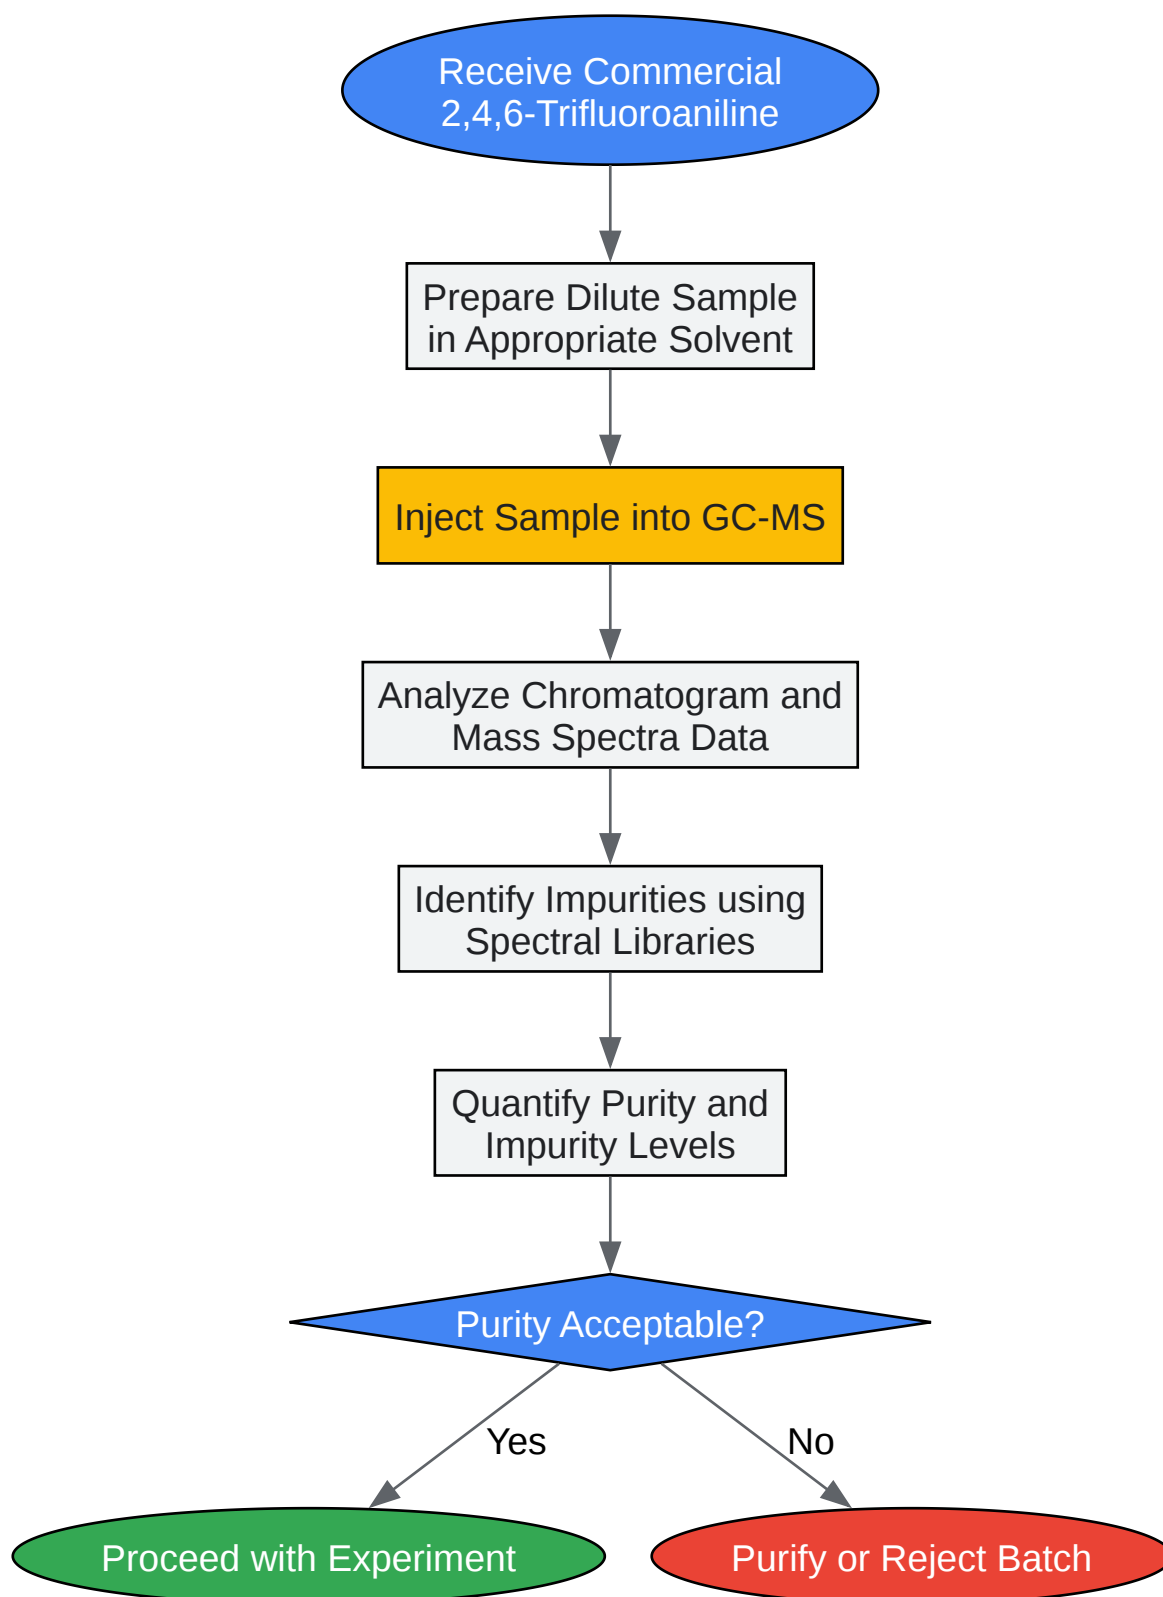 Receive Commercial
2,4,6-Trifluoroaniline
Prepare Dilute Sample
in Appropriate Solvent
Inject Sample into GC-MS
Analyze Chromatogram and
Mass Spectra Data
Identify Impurities using
Spectral Libraries
Quantify Purity and
Impurity Levels
Purity Acceptable?
Yes
No
Proceed with Experiment
Purify or Reject Batch